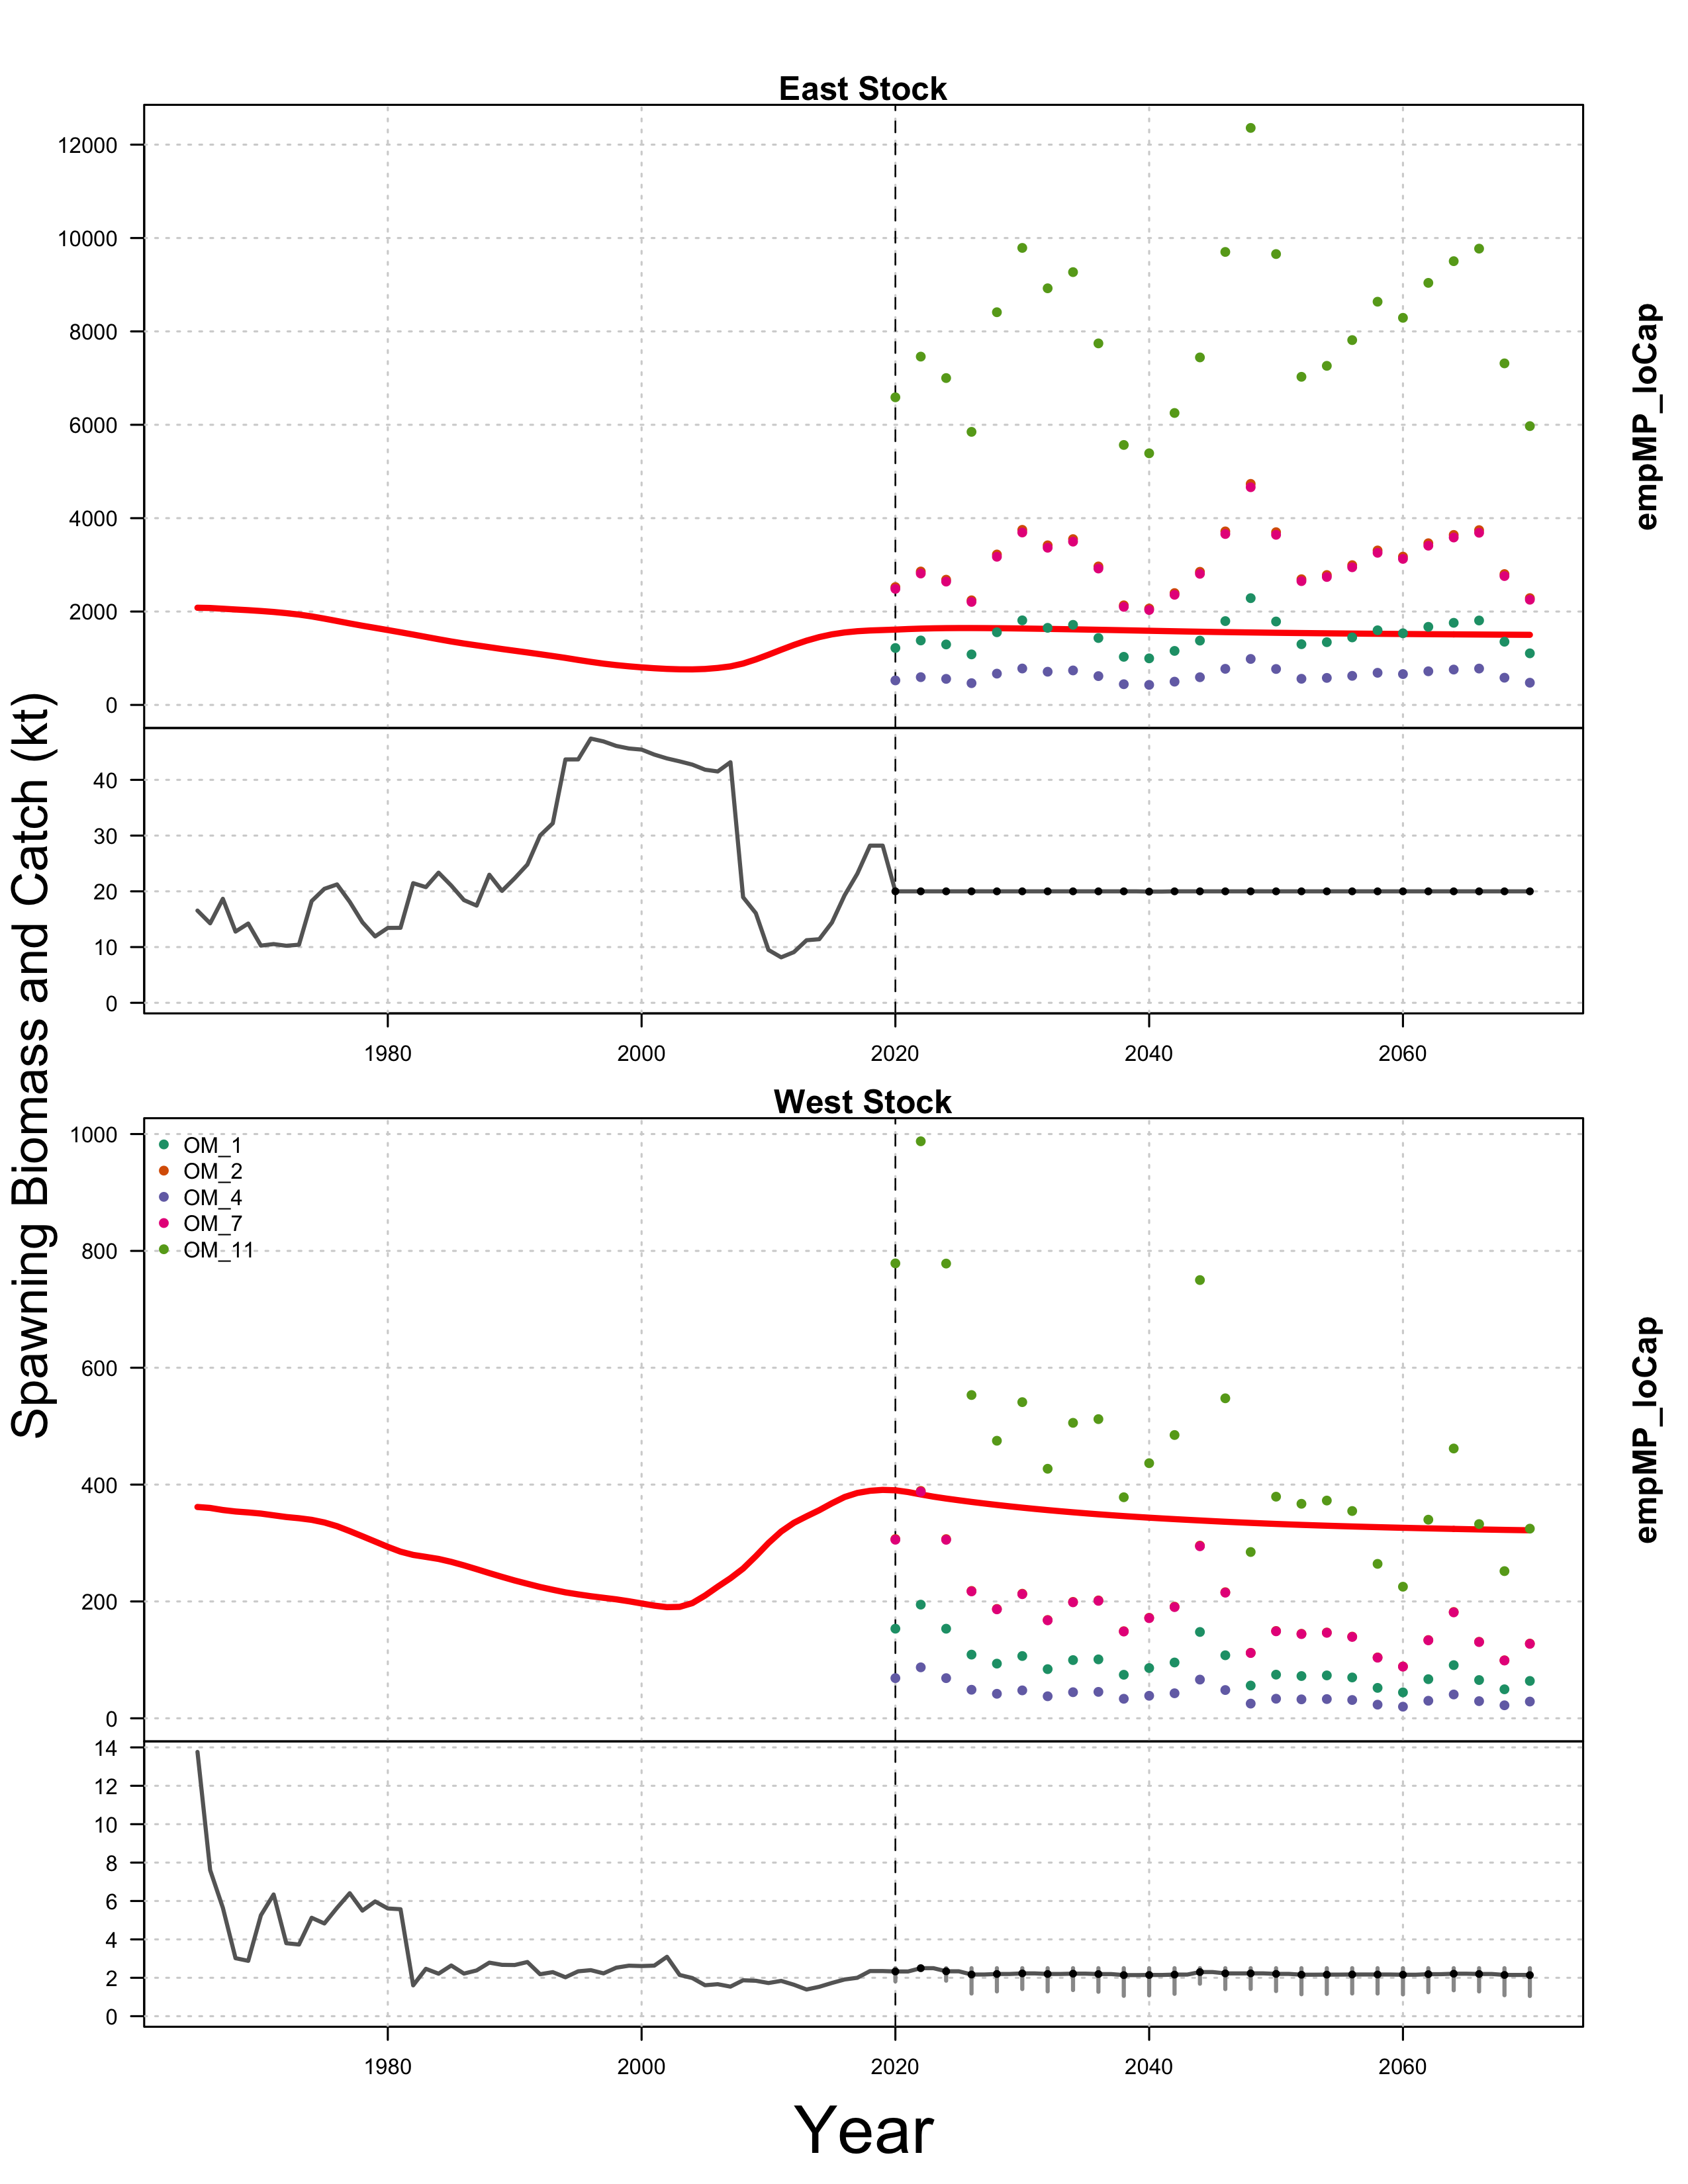 East Stock
12000
10000
8000
6000
4000
2000
0
empMP_loCap
40
30
20
10
0
1980 2000 2020 2040 2060
Spawning Biomass and Catch (kt)
West Stock
1000
800
600
400
200
0
OM_1
OM_2
OM_4
OM_7
OM_11
empMP_loCap
14
12
10
8
6
4
2
0
1980 2000 2020 2040 2060
Year